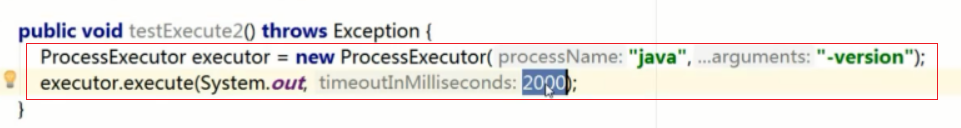 public void testExecute2() throws Exception {
ProcessExecutor executor = new ProcessExecutor( processName: "java", ...arguments: "-version");
executor.execute(System.out, timeoutInMilliseconds: 2000);
}